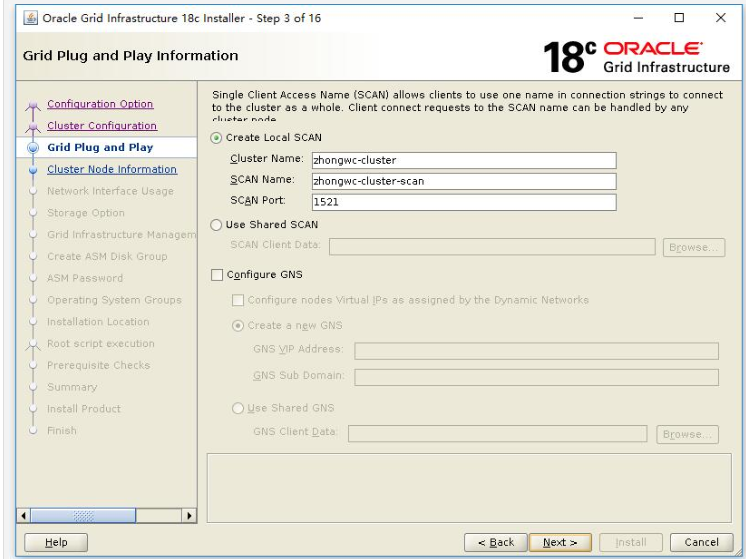 Oracle Grid Infrastructure 18c Installer - Step 3 of 16
Grid Plug and Play Information
18c ORACLE
Grid Infrastructure
Configuration Option
Cluster Configuration
Grid Plug and Play
Cluster Node Information
Network Interface Usage
Storage Option
Grid Infrastructure Managem
Create ASM Disk Group
ASM Password
Operating System Groups
Installation Location
Root script execution
Prerequisite Checks
Summary
Install Product
Finish
Single Client Access Name (SCAN) allows clients to use one name in connection strings to connect
to the cluster as a whole. Client connect requests to the SCAN name can be handled by any
cluster node.
Create Local SCAN
Cluster Name: zhongwc-cluster
SCAN Name: zhongwc-cluster-scan
SCAN Port: 1521
Use Shared SCAN
SCAN Client Data: Browse...
Configure GNS
Configure nodes Virtual IPs as assigned by the Dynamic Networks
Create a new GNS
GNS VIP Address:
GNS Sub Domain:
Use Shared GNS
GNS Client Data: Browse...
Help < Back Next > Install Cancel